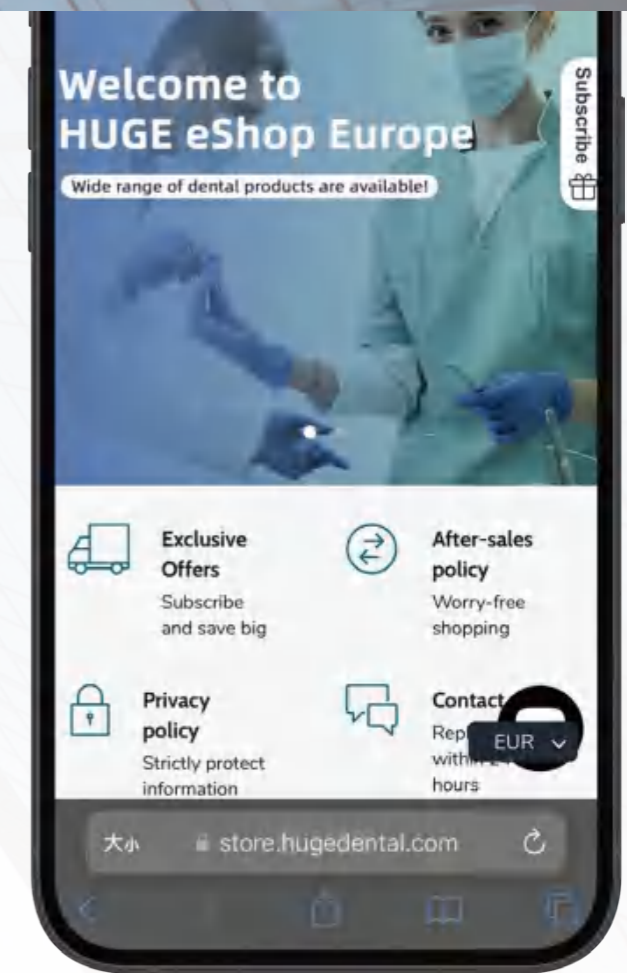 Welcome to
HUGE eShop Europe
Wide range of dental products are available!
Subscribe
Exclusive
Offers
Subscribe
and save big
After-sales
policy
Worry-free
shopping
Privacy
policy
Strictly protect
information
Contact
within
hours
EUR
大小
store.hugedental.com